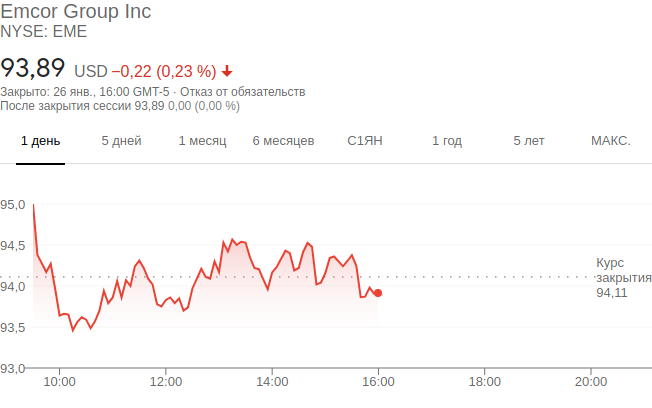 Emcor Group Inc
NYSE: EME
93,89 USD −0,22 (0,23 %)
Закрыто: 26 янв., 16:00 GMT-5 · Отказ от обязательств
После закрытия сессии 93,89 0,00 (0,00 %)
1 день 5 дней 1 месяц 6 месяцев С1ЯН 1 год 5 лет МАКС.
95,0
94,5
Курс
закрытия
94,11
94,0
93,5
93,0
10:00 12:00 14:00 16:00 18:00 20:00